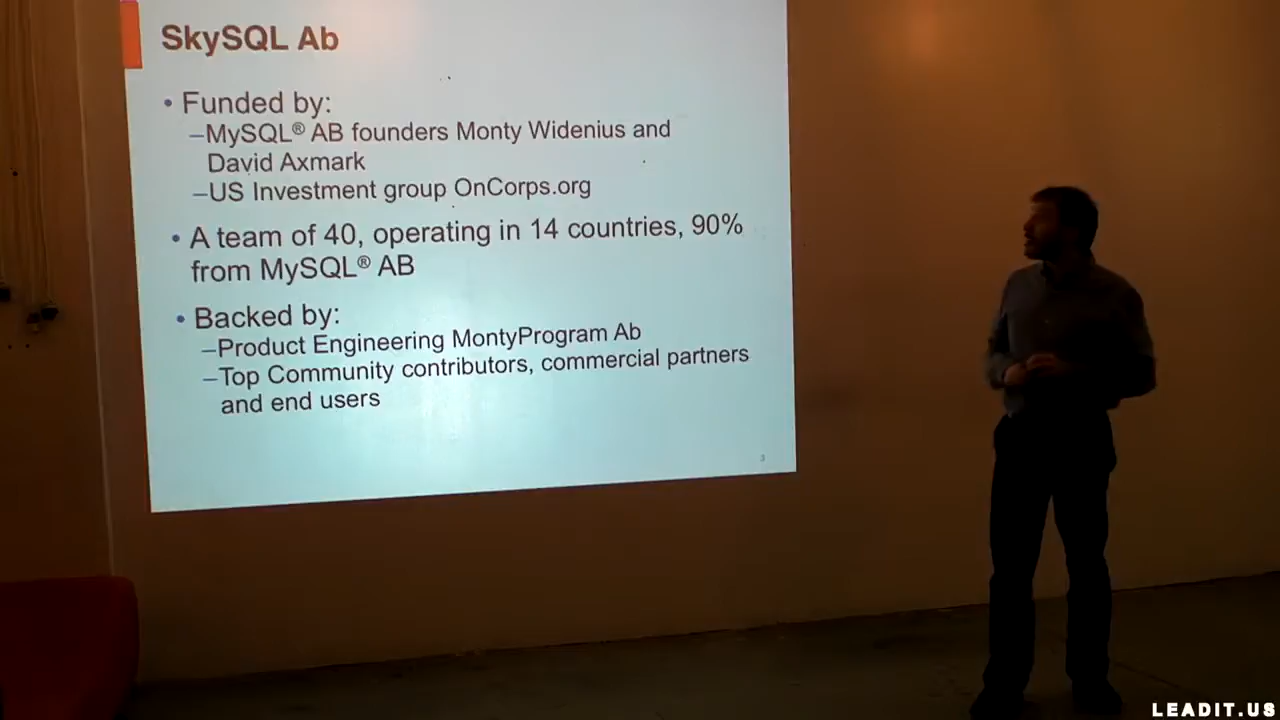 SkySQL Ab
• Funded by:
–MySQL® AB founders Monty Widenius and
David Axmark
–US Investment group OnCorps.org
• A team of 40, operating in 14 countries, 90%
from MySQL® AB
• Backed by:
–Product Engineering MontyProgram Ab
–Top Community contributors, commercial partners
and end users
3
LEADIT.US